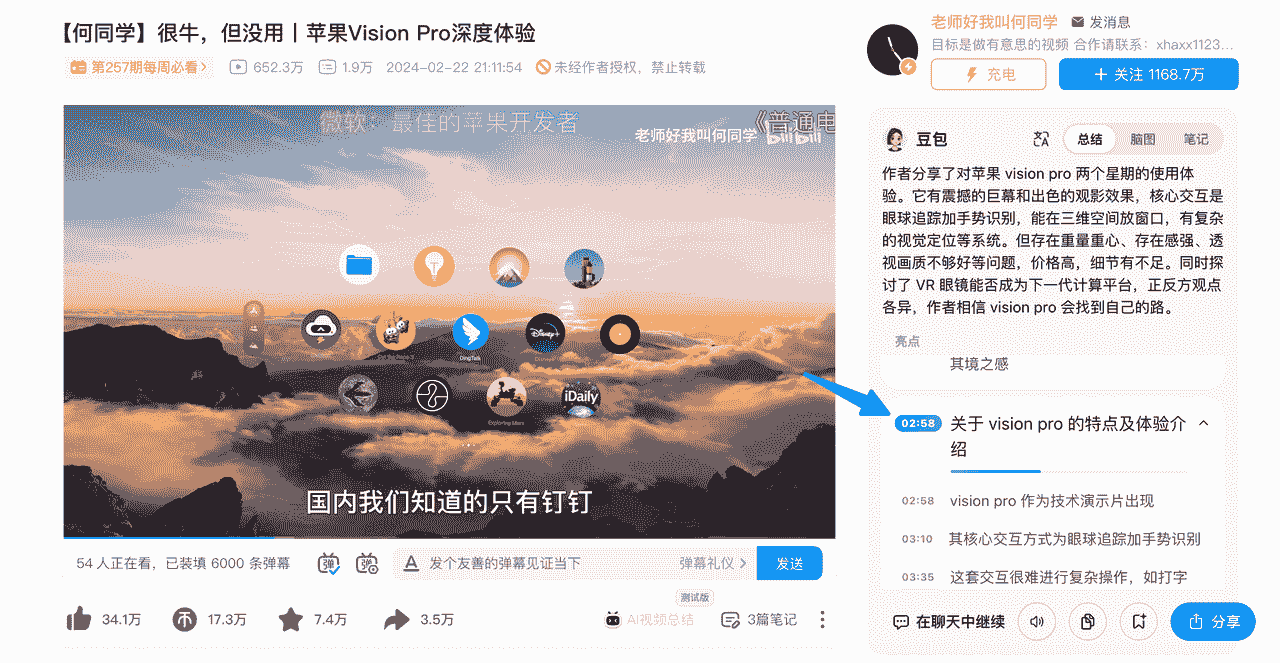 【何同学】很牛，但没用丨苹果Vision Pro深度体验
第257期每周必看
652.3万
1.9万
2024-02-22 21:11:54
未经作者授权，禁止转载
老师好我叫何同学
发消息
目标是做有意思的视频 合作请联系：xhaxx1123...
充电
+ 关注 1168.7万
微软：最佳的苹果开发者
《普通电
老师好我叫何同学
bilibili
DingTalk
Disney+
iDaily
Exploring Mars
国内我们知道的只有钉钉
54 人正在看，已装填 6000 条弹幕
弹
弹
A
发个友善的弹幕见证当下
弹幕礼仪
发送
34.1万
17.3万
7.4万
3.5万
测试版
AI视频总结
3篇笔记
豆包
总结
脑图
笔记
作者分享了对苹果 vision pro 两个星期的使用体
验。它有震撼的巨幕和出色的观影效果，核心交互是
眼球追踪加手势识别，能在三维空间放窗口，有复杂
的视觉定位等系统。但存在重量重心、存在感强、透
视画质不够好等问题，价格高，细节有不足。同时探
讨了 VR 眼镜能否成为下一代计算平台，正反方观点
各异，作者相信 vision pro 会找到自己的路。
亮点
其境之感
02:58
关于 vision pro 的特点及体验介
绍
02:58 vision pro 作为技术演示片出现
03:10 其核心交互方式为眼球追踪加手势识别
03:35 这套交互很难进行复杂操作，如打字
在聊天中继续
分享